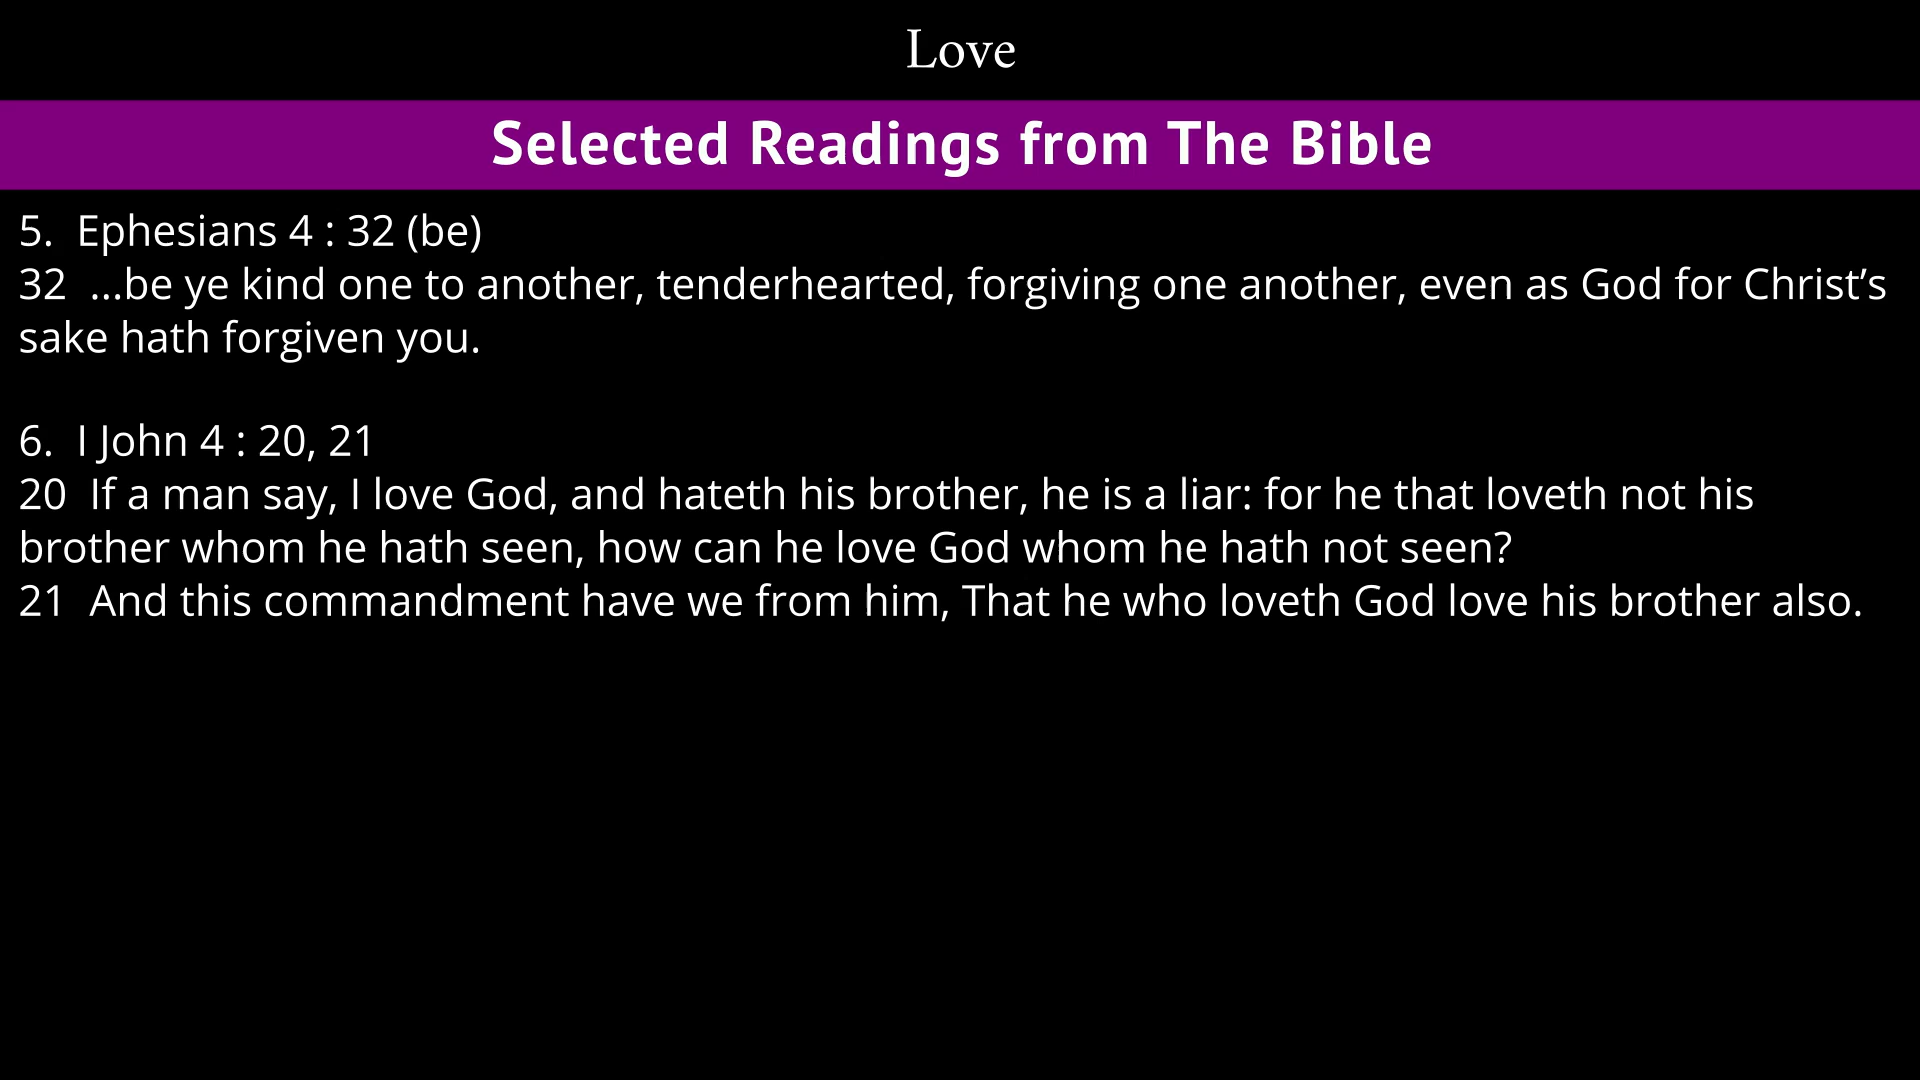 Love
Selected Readings from The Bible
5.  Ephesians 4 : 32 (be)
32  ...be ye kind one to another, tenderhearted, forgiving one another, even as God for Christ’s
sake hath forgiven you.
6.  I John 4 : 20, 21
20  If a man say, I love God, and hateth his brother, he is a liar: for he that loveth not his
brother whom he hath seen, how can he love God whom he hath not seen?
21  And this commandment have we from him, That he who loveth God love his brother also.